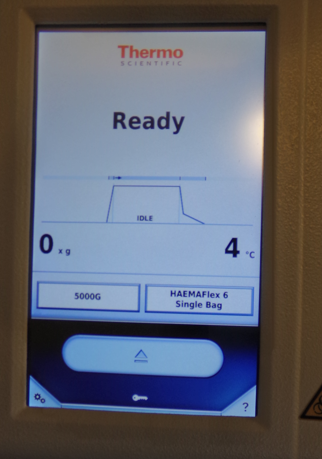 Thermo
SCIENTIFIC
Ready
IDLE
0 x g
4 °C
5000G
HAEMAFlex 6
Single Bag
?